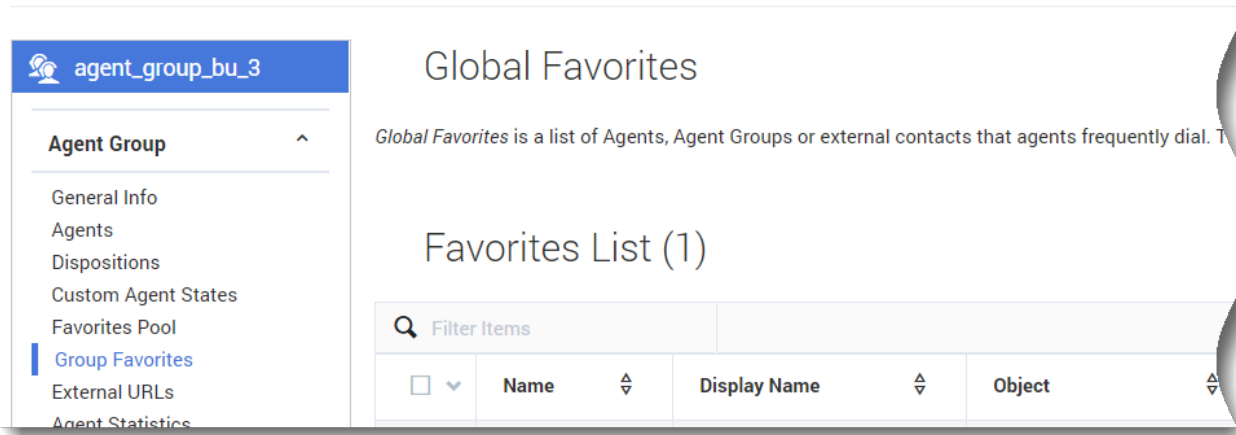 agent_group_bu_3
Agent Group
General Info
Agents
Dispositions
Custom Agent States
Favorites Pool
Group Favorites
External URLs
Agent Statistics
Global Favorites
Global Favorites is a list of Agents, Agent Groups or external contacts that agents frequently dial. T
Favorites List (1)
Filter Items
Name
Display Name
Object